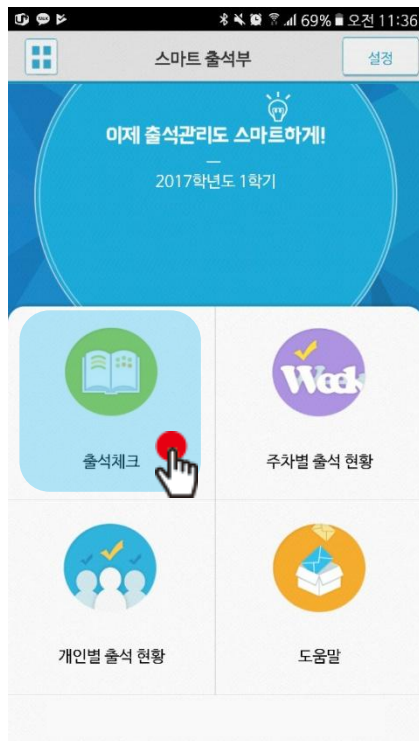 69% 오전 11:36
스마트 출석부
설정
이제 출석관리도 스마트하게!
2017학년도 1학기
출석체크
Week
주차별 출석 현황
개인별 출석 현황
도움말